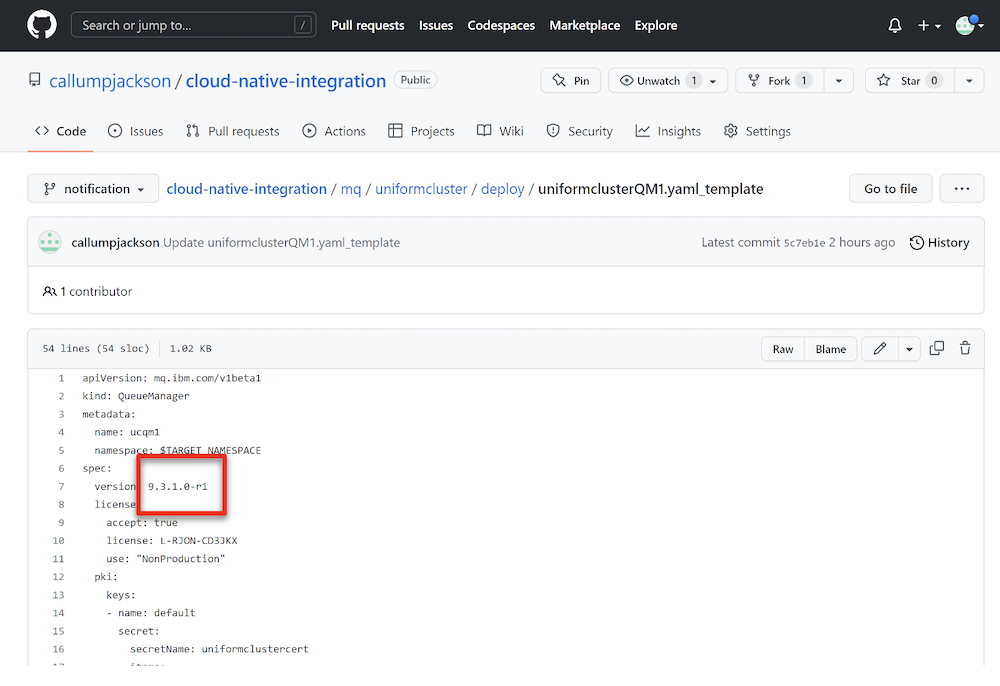 Search or jump to... / Pull requests Issues Codespaces Marketplace Explore
callumpjackson / cloud-native-integration Public Pin Unwatch 1 Fork 1 Star 0
Code Issues Pull requests Actions Projects Wiki Security Insights Settings
notification cloud-native-integration / mq / uniformcluster / deploy / uniformclusterQM1.yaml_template Go to file ...
callumpjackson Update uniformclusterQM1.yaml_template Latest commit 5c7eb1e 2 hours ago History
1 contributor
54 lines (54 sloc) 1.02 KB Raw Blame
1 apiVersion: mq.ibm.com/v1beta1
2 kind: QueueManager
3 metadata:
4 name: ucqm1
5 namespace: $TARGET_NAMESPACE
6 spec:
7 version 9.3.1.0-r1
8 license
9 accept: true
10 license: L-RJON-CD3JKX
11 use: "NonProduction"
12 pki:
13 keys:
14 - name: default
15 secret:
16 secretName: uniformclustercert